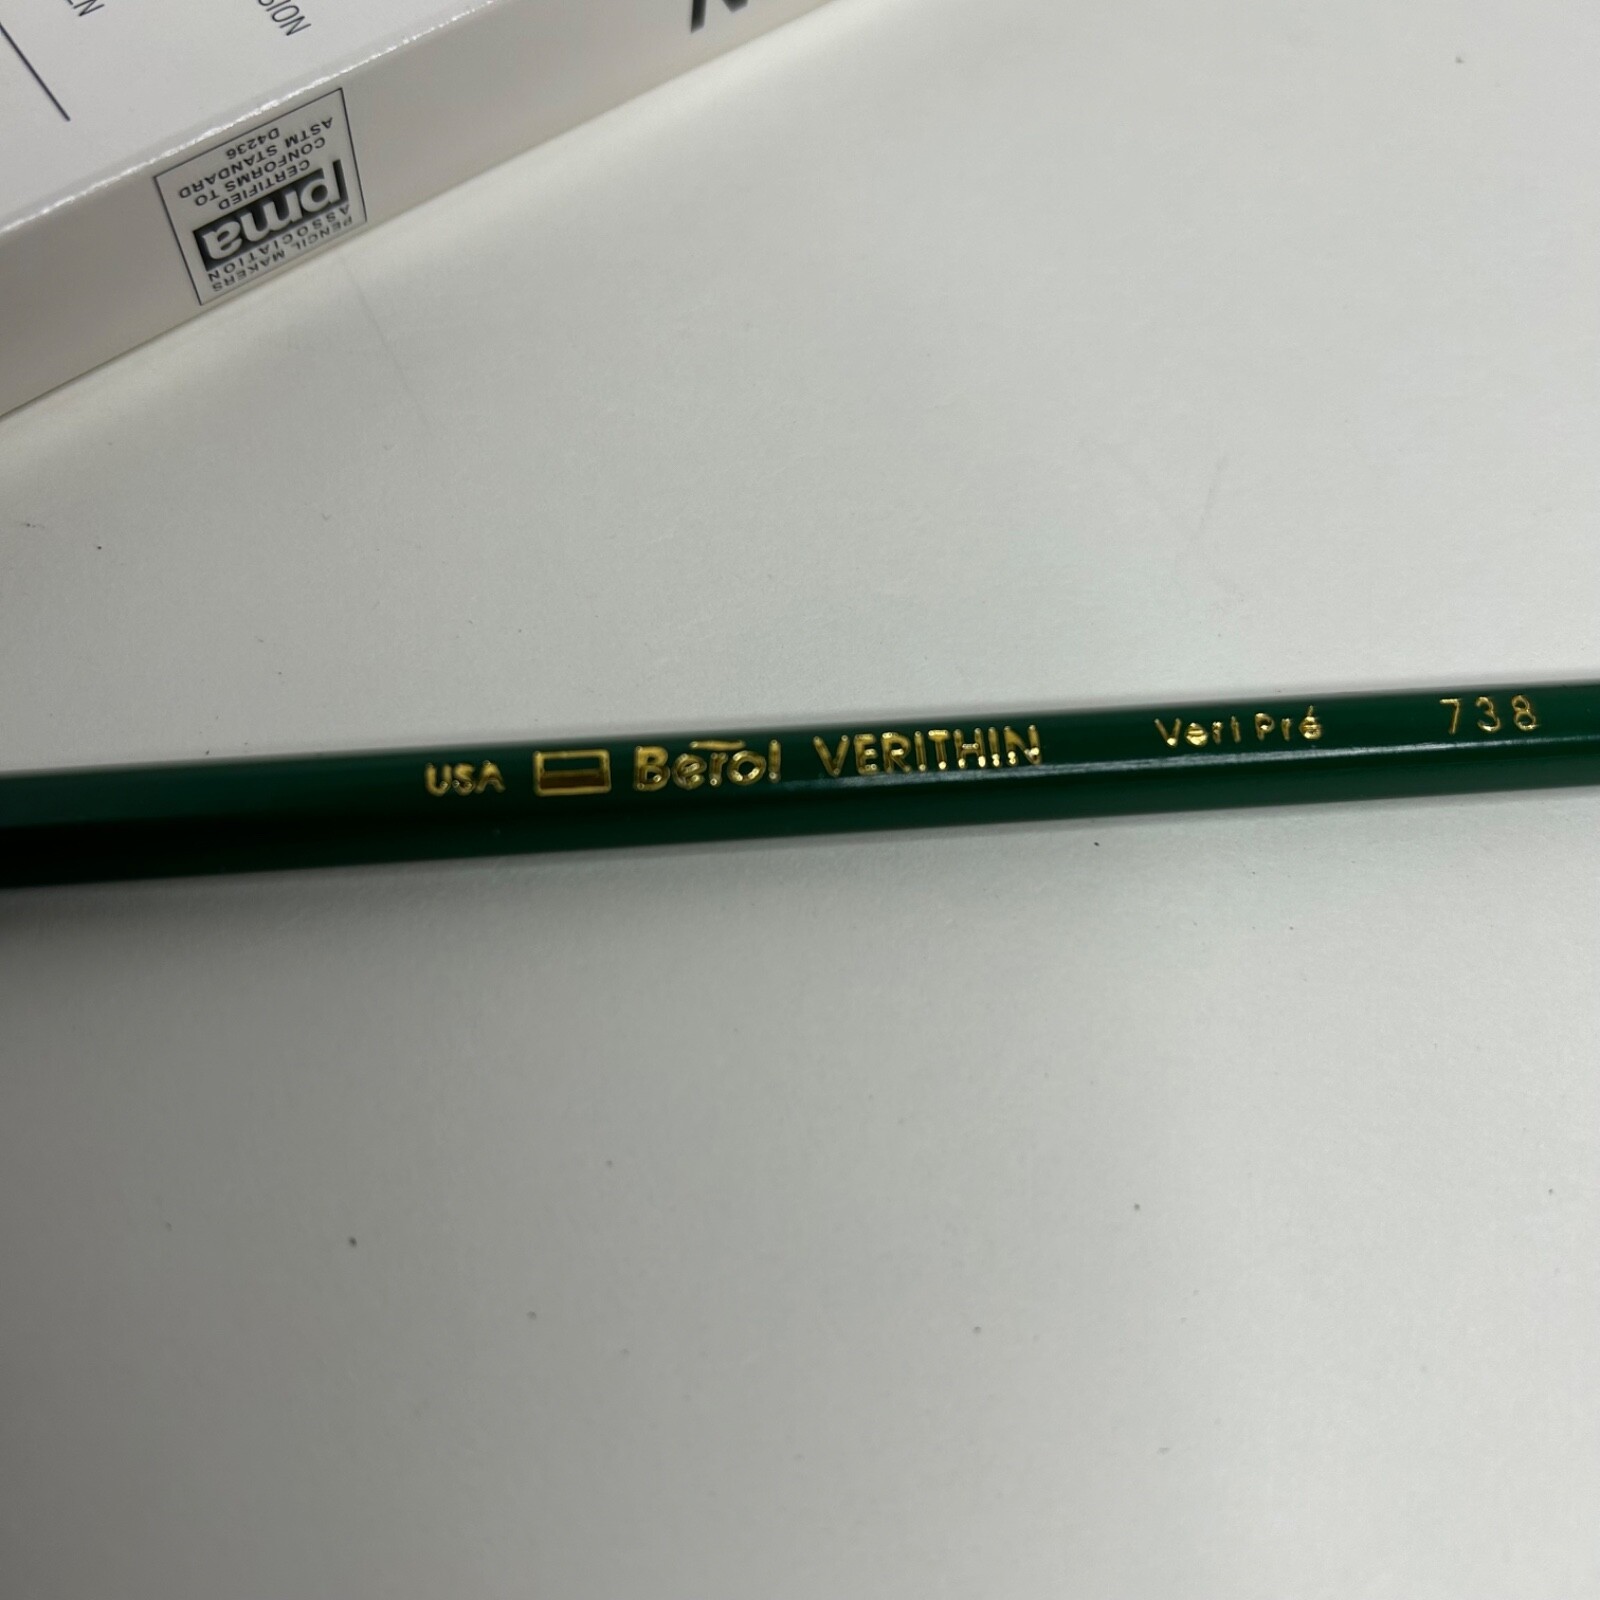 PENCIL MAKERS
ASSOCIATION
pma
CERTIFIED
CONFORMS TO
ASTM STANDARD
D4236
USA Berol VERITHIN Vert Pré 738